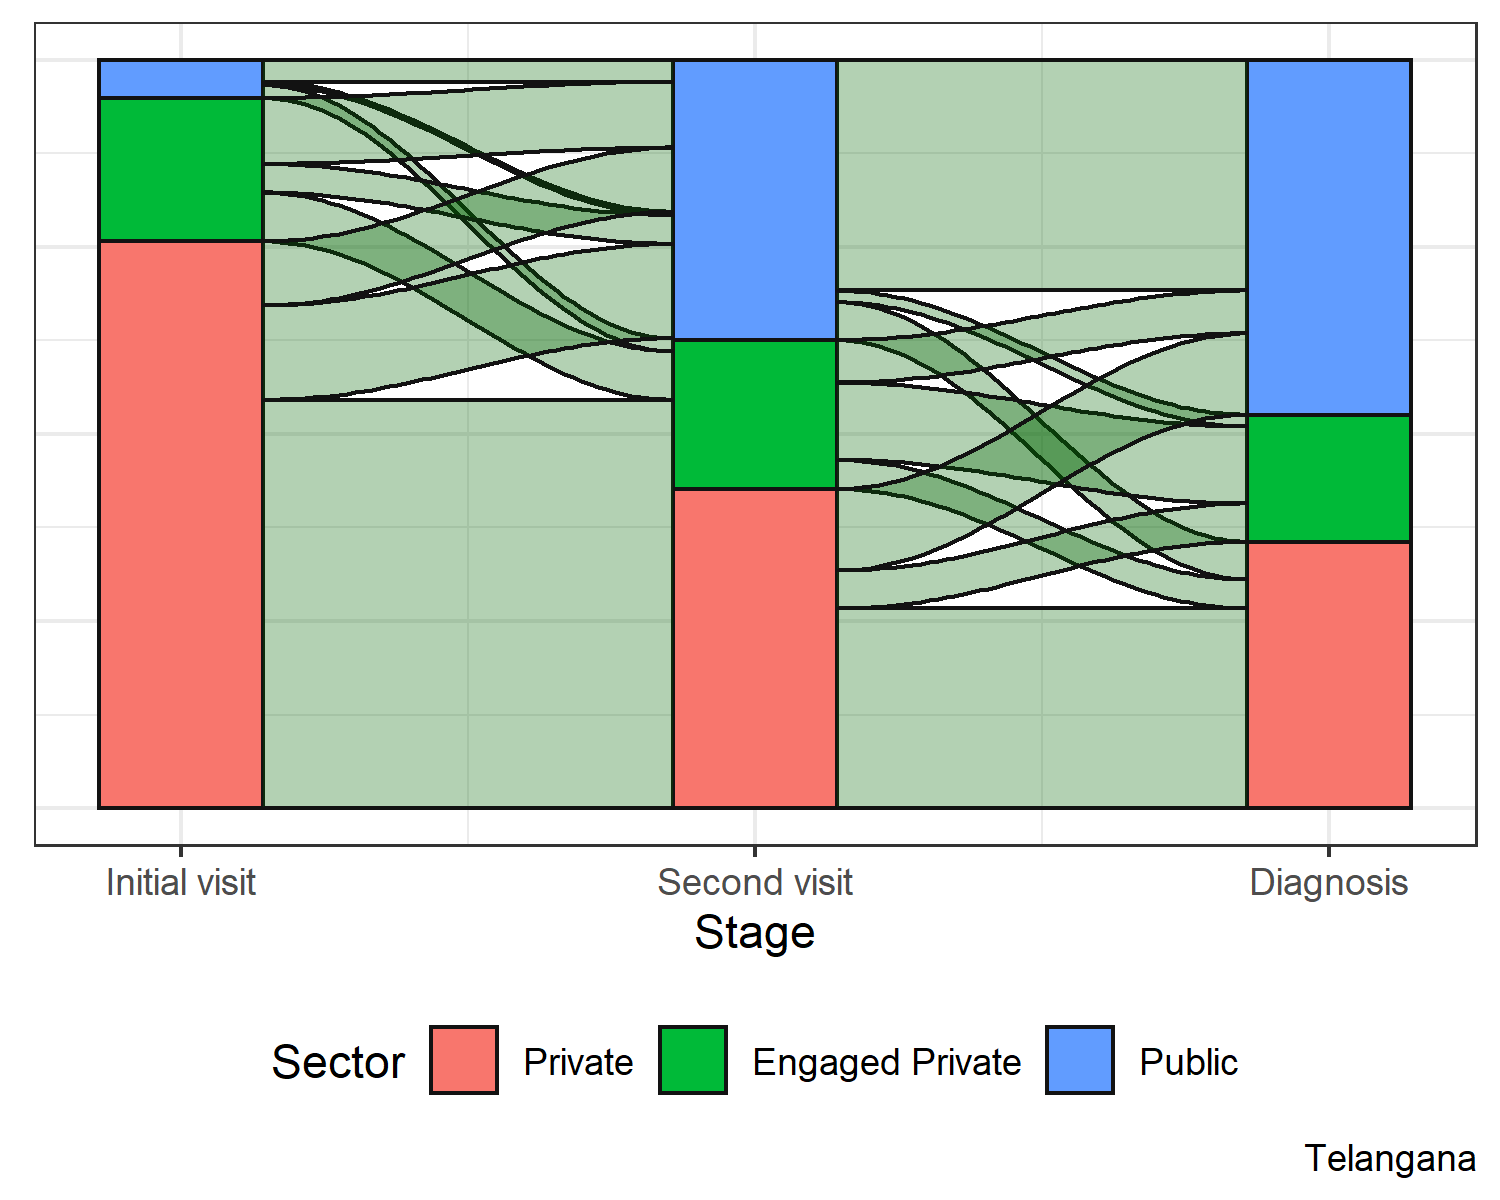 Initial visit Second visit Diagnosis
Stage
Sector Private Engaged Private Public
Telangana